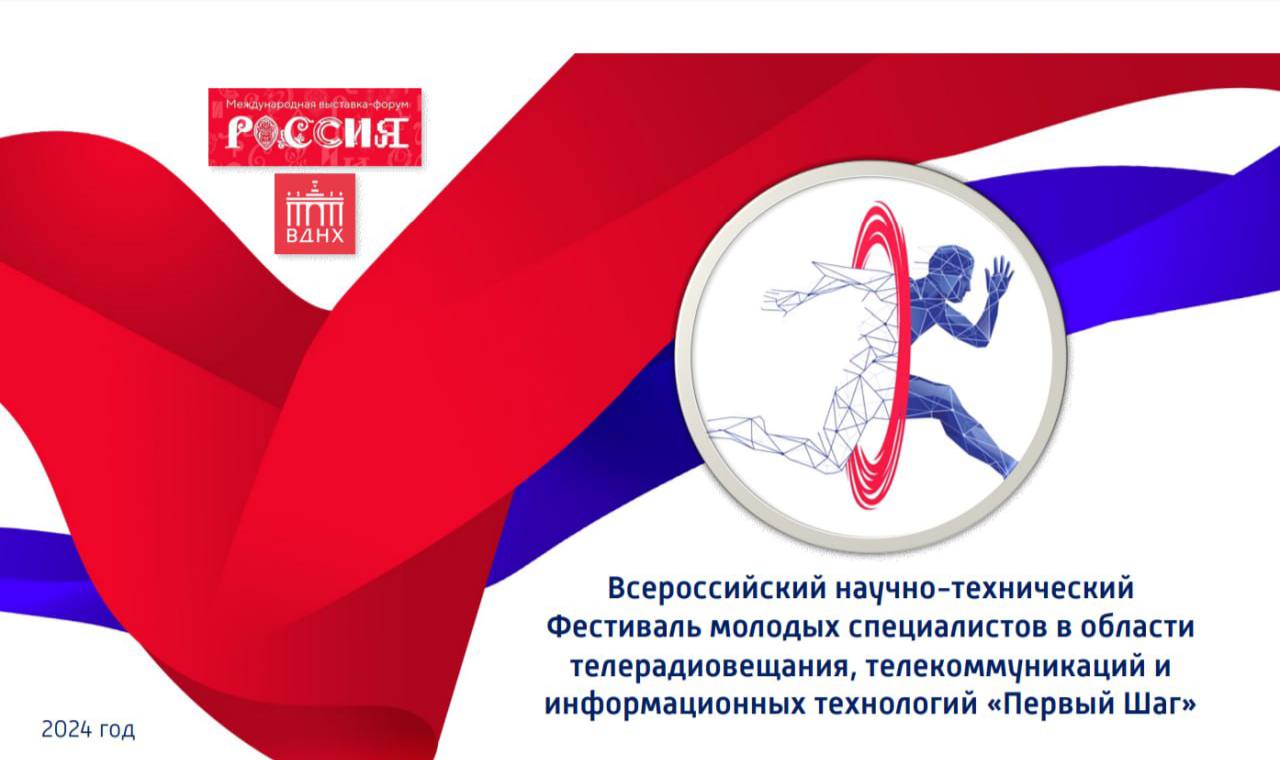 Международная выставка-форум
РОССИЯ
ВДНХ
Всероссийский научно-технический
Фестиваль молодых специалистов в области
телерадиовещания, телекоммуникаций и
информационных технологий «Первый Шаг»
2024 год